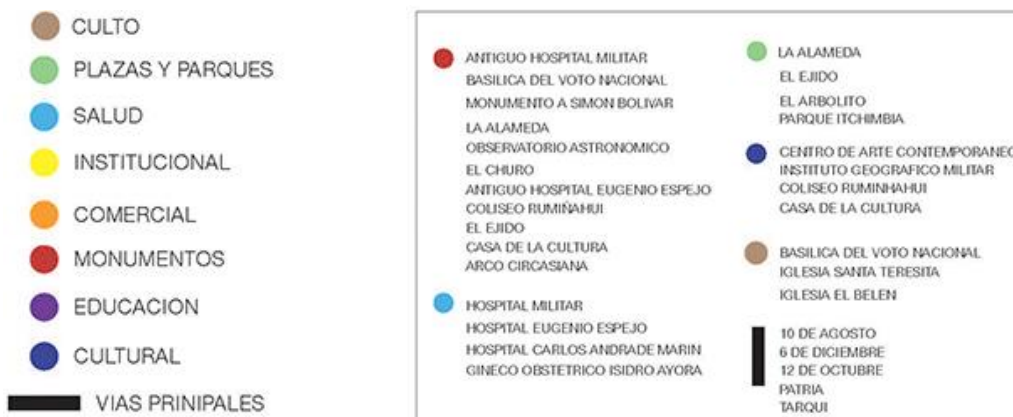 CULTO
PLAZAS Y PARQUES
SALUD
INSTITUCIONAL
COMERCIAL
MONUMENTOS
EDUCACION
CULTURAL
VIAS PRINIPALES
ANTIGUO HOSPITAL MILITAR
BASILICA DEL VOTO NACIONAL
MONUMENTO A SIMON BOLIVAR
LA ALAMEDA
OBSERVATORIO ASTRONOMICO
EL CHURO
ANTIGUO HOSPITAL EUGENIO ESPEJO
COLISEO RUMIÑAHUI
EL EJIDO
CASA DE LA CULTURA
ARCO CIRCASIANA
HOSPITAL MILITAR
HOSPITAL EUGENIO ESPEJO
HOSPITAL CARLOS ANDRADE MARIN
GINECO OBSTETRICO ISIDRO AYORA
LA ALAMEDA
EL EJIDO
EL ARBOLITO
PARQUE ITCHIMBIA
CENTRO DE ARTE CONTEMPORANEO
INSTITUTO GEOGRAFICO MILITAR
COLISEO RUMINHAHUI
CASA DE LA CULTURA
BASILICA DEL VOTO NACIONAL
IGLESIA SANTA TERESITA
IGLESIA EL BELEN
10 DE AGOSTO
6 DE DICIEMBRE
12 DE OCTUBRE
PATRIA
TARQUI